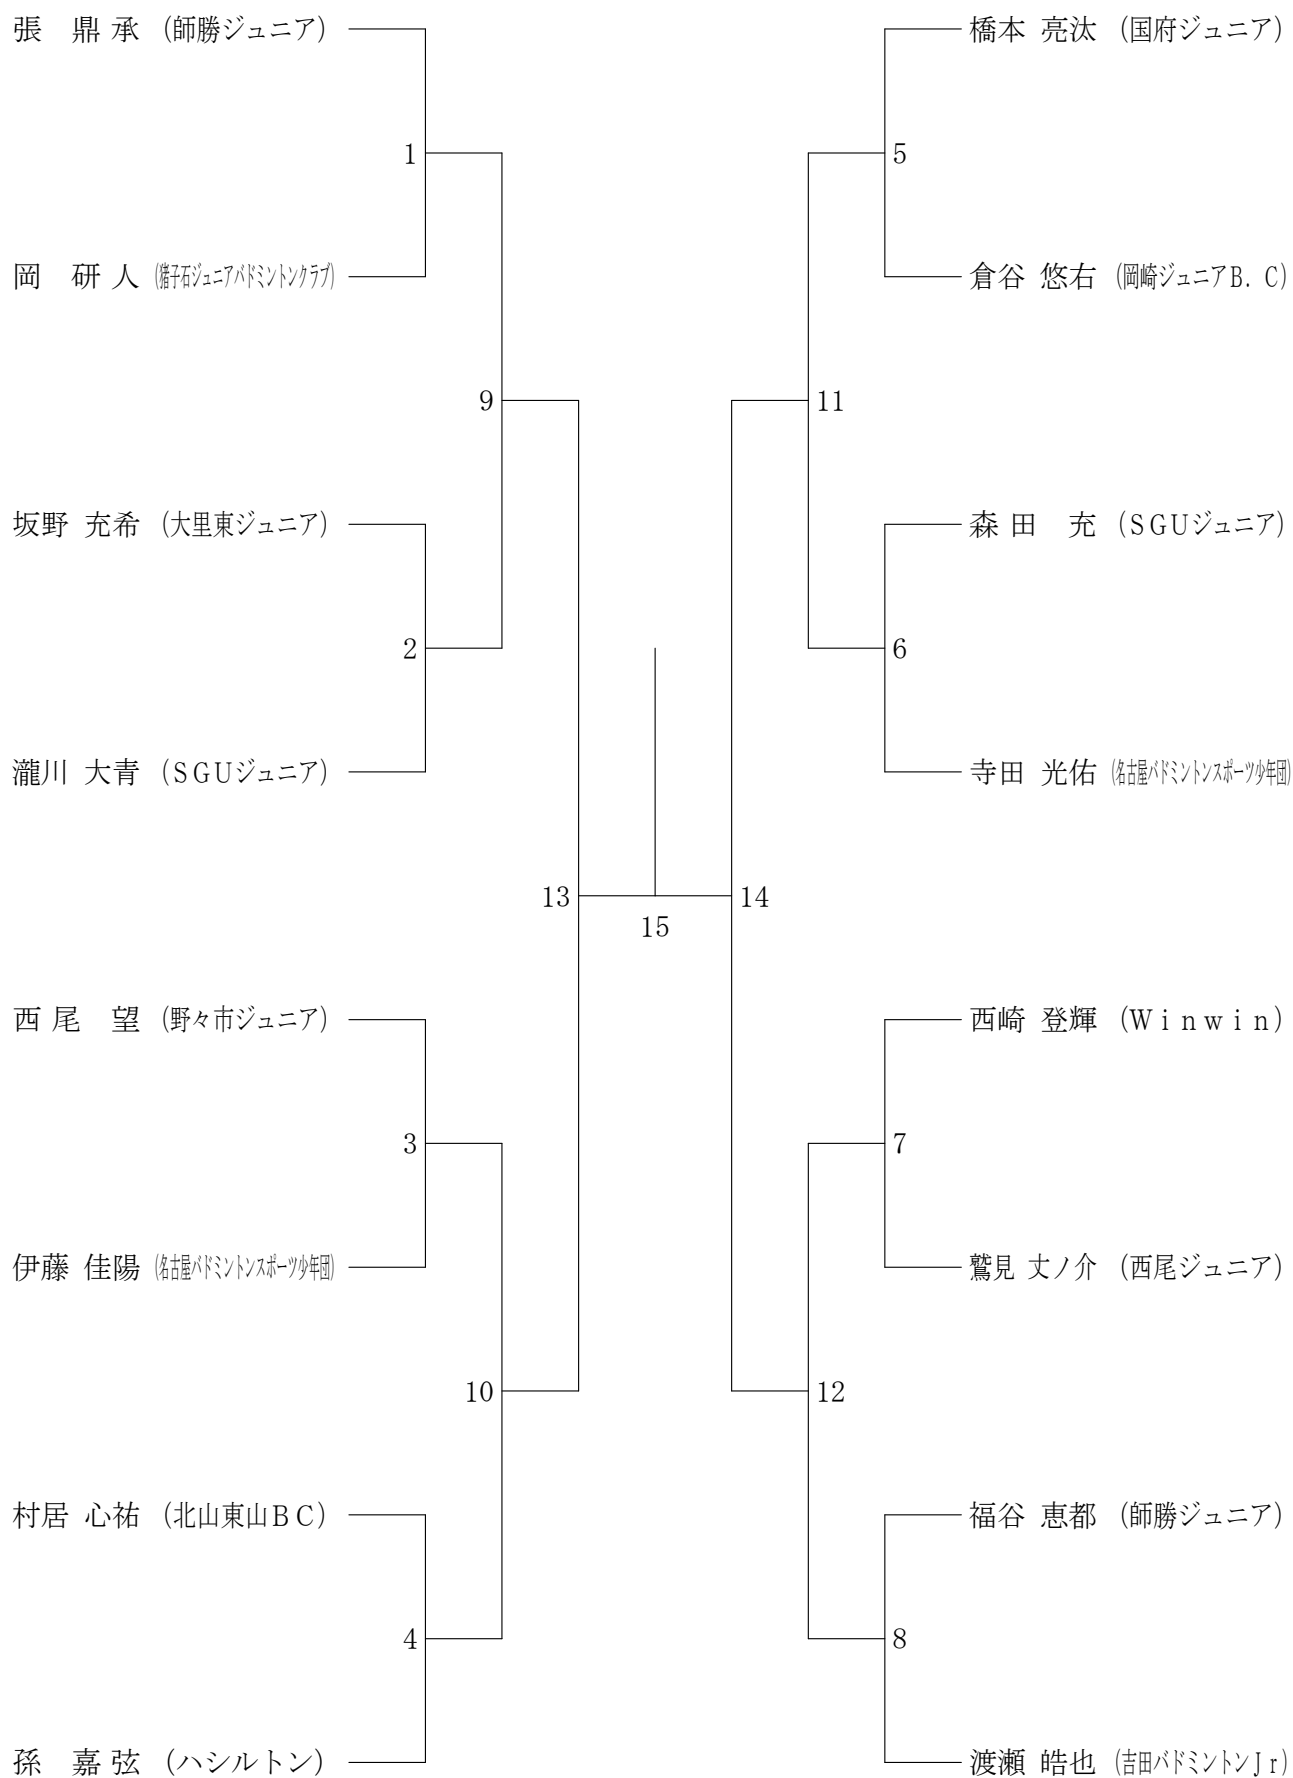 張　鼎承 (師勝ジュニア)
1
岡　研人 (猪子石ジュニアバドミントンクラブ)
9
坂野 充希 (大里東ジュニア)
2
瀧川 大青 (SGUジュニア)
13
西尾　望 (野々市ジュニア)
3
伊藤 佳陽 (名古屋バドミントンスポーツ少年団)
10
村居 心祐 (北山東山BC)
4
孫　嘉弦 (ハシルトン)
15
橋本 亮汰 (国府ジュニア)
5
倉谷 悠右 (岡崎ジュニアB.C)
11
森田　充 (SGUジュニア)
6
寺田 光佑 (名古屋バドミントンスポーツ少年団)
14
西崎 登輝 (Winwin)
7
鷲見 丈ノ介 (西尾ジュニア)
12
福谷 恵都 (師勝ジュニア)
8
渡瀬 皓也 (吉田バドミントンJr)